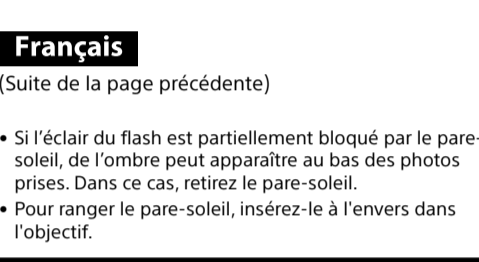 Français
(Suite de la page précédente)
• Si l’éclair du flash est partiellement bloqué par le pare-
soleil, de l’ombre peut apparaître au bas des photos
prises. Dans ce cas, retirez le pare-soleil.
• Pour ranger le pare-soleil, insérez-le à l'envers dans
l'objectif.